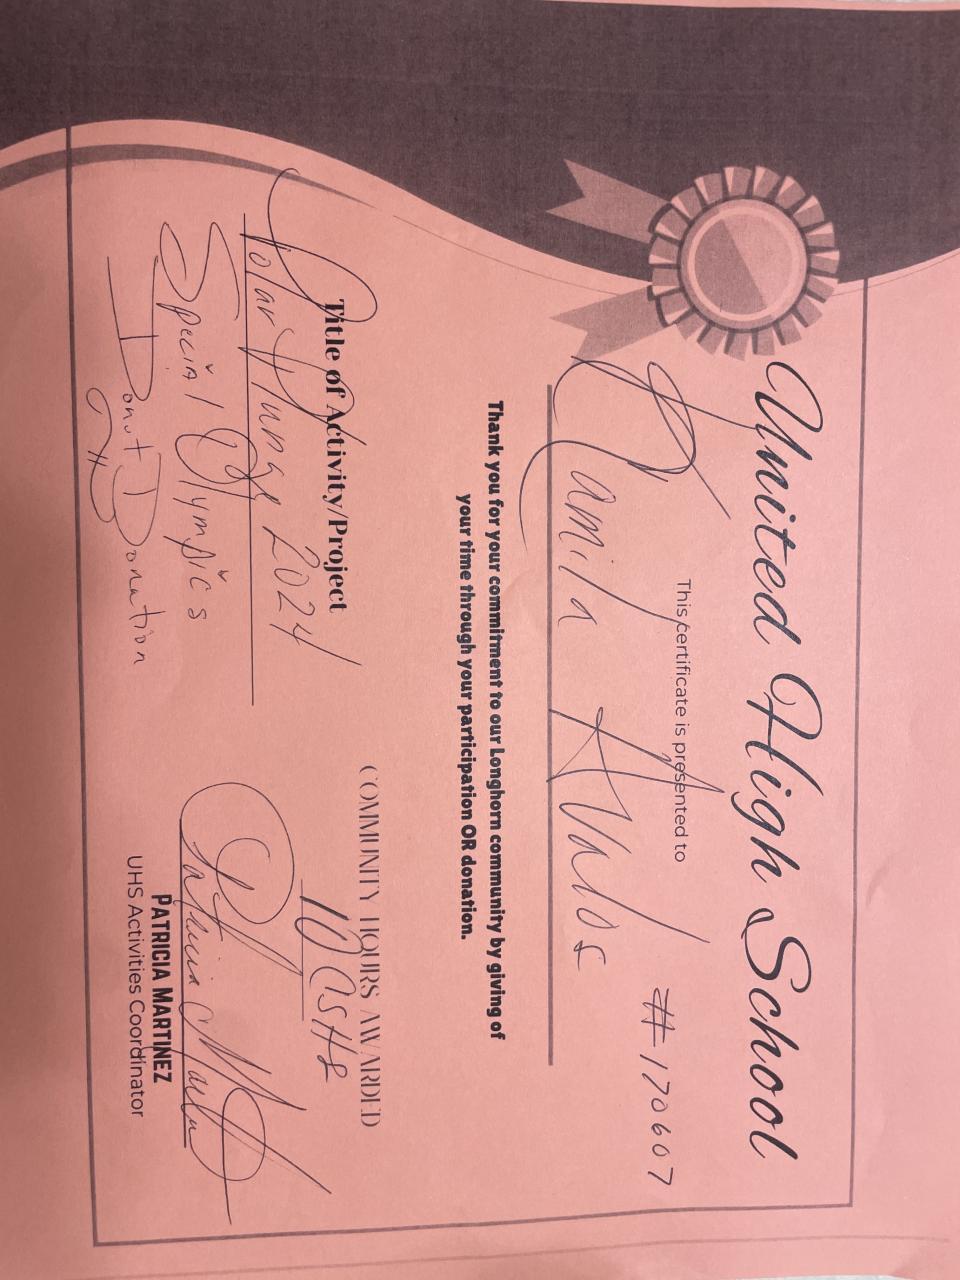 United High School
#170607
This certificate is presented to
Camila
Thank you for your commitment to our Longhorn community by giving of
your time through your participation OR donation.
Title of Activity/Project
Polar Plunge 2024
Special Olympics
Donut Donation
COMMUNITY HOURS AWARDED
10 CSHs
Patricia
PATRICIA MARTINEZ
UHS Activities Coordinator